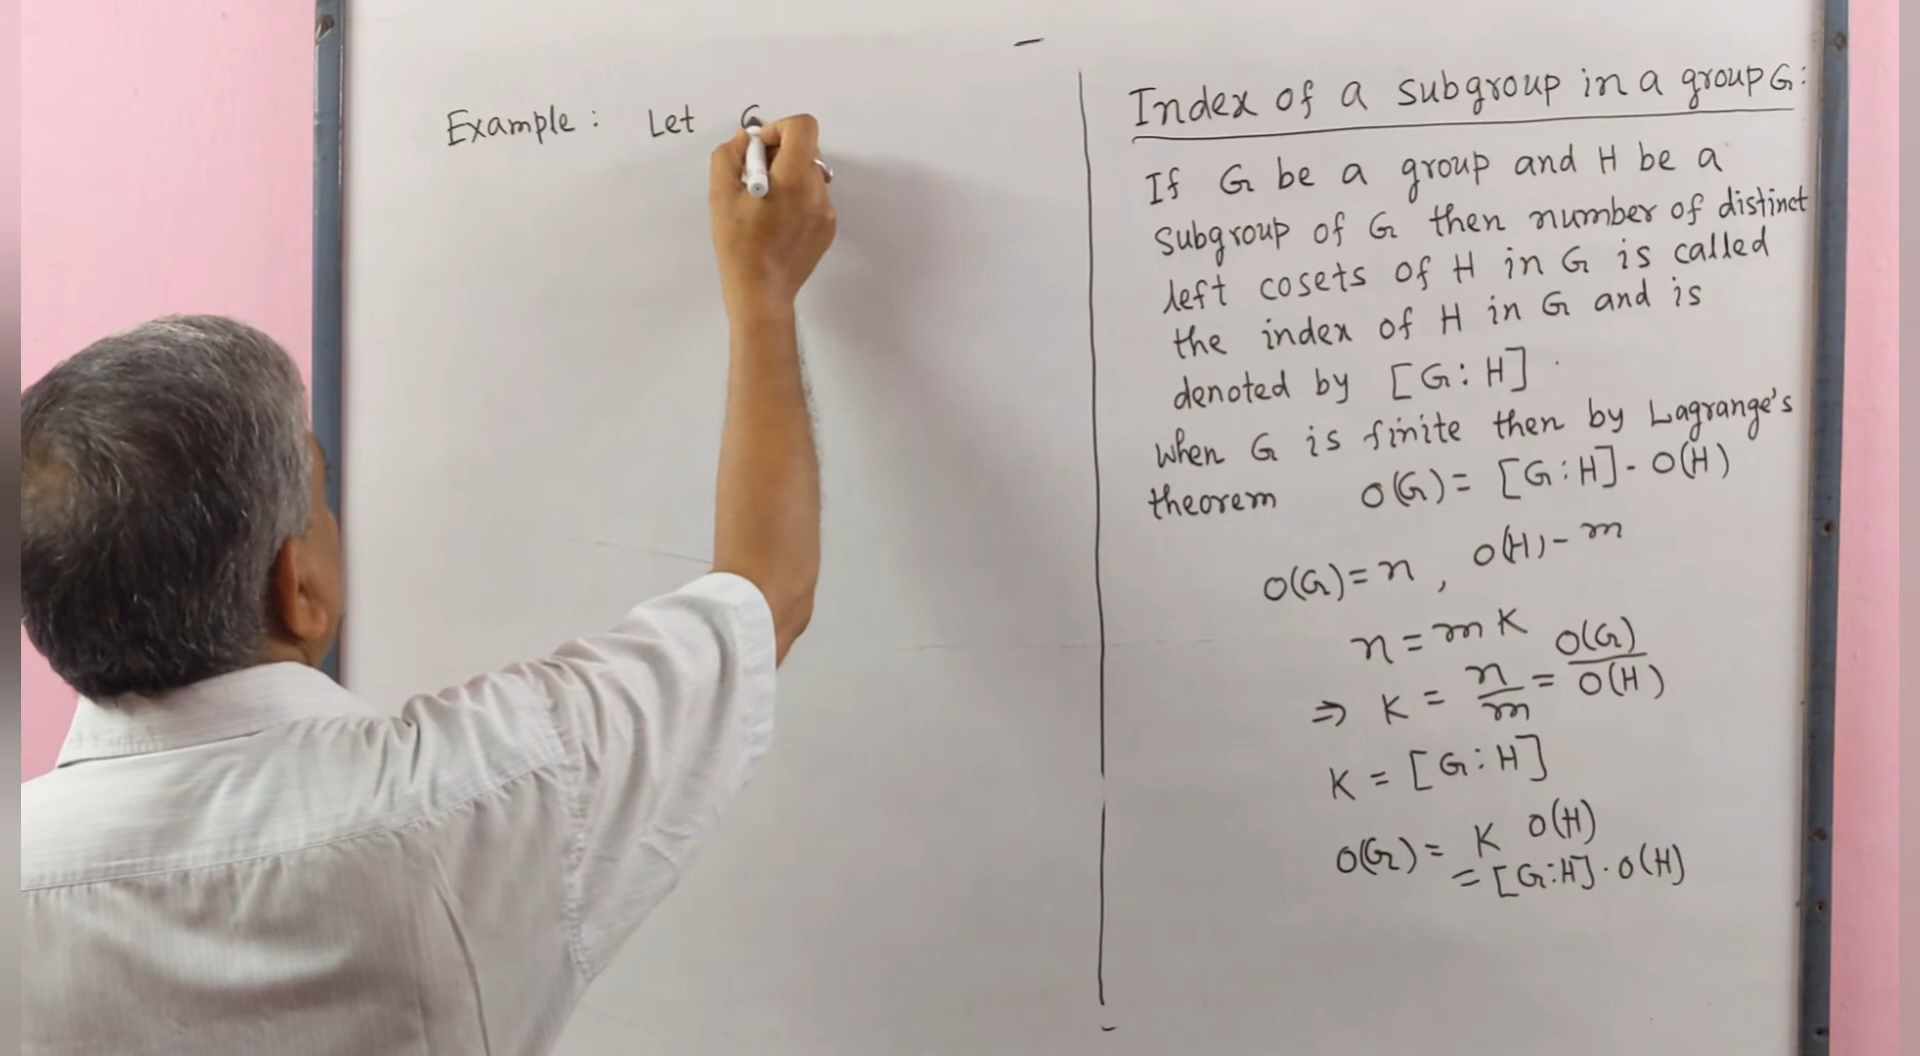 Example : Let G
Index of a subgroup in a group G :
If G be a group and H be a
subgroup of G then number of distinct
left cosets of H in G is called
the index of H in G and is
denoted by [G : H] .
when G is finite then by Lagrange's
theorem O(G) = [G : H] - O(H)
O(G) = n , O(H) - m
n = m K
⇒ K = n/m = O(G)/O(H)
K = [G : H]
O(G) = K O(H)
= [G : H] . O(H)